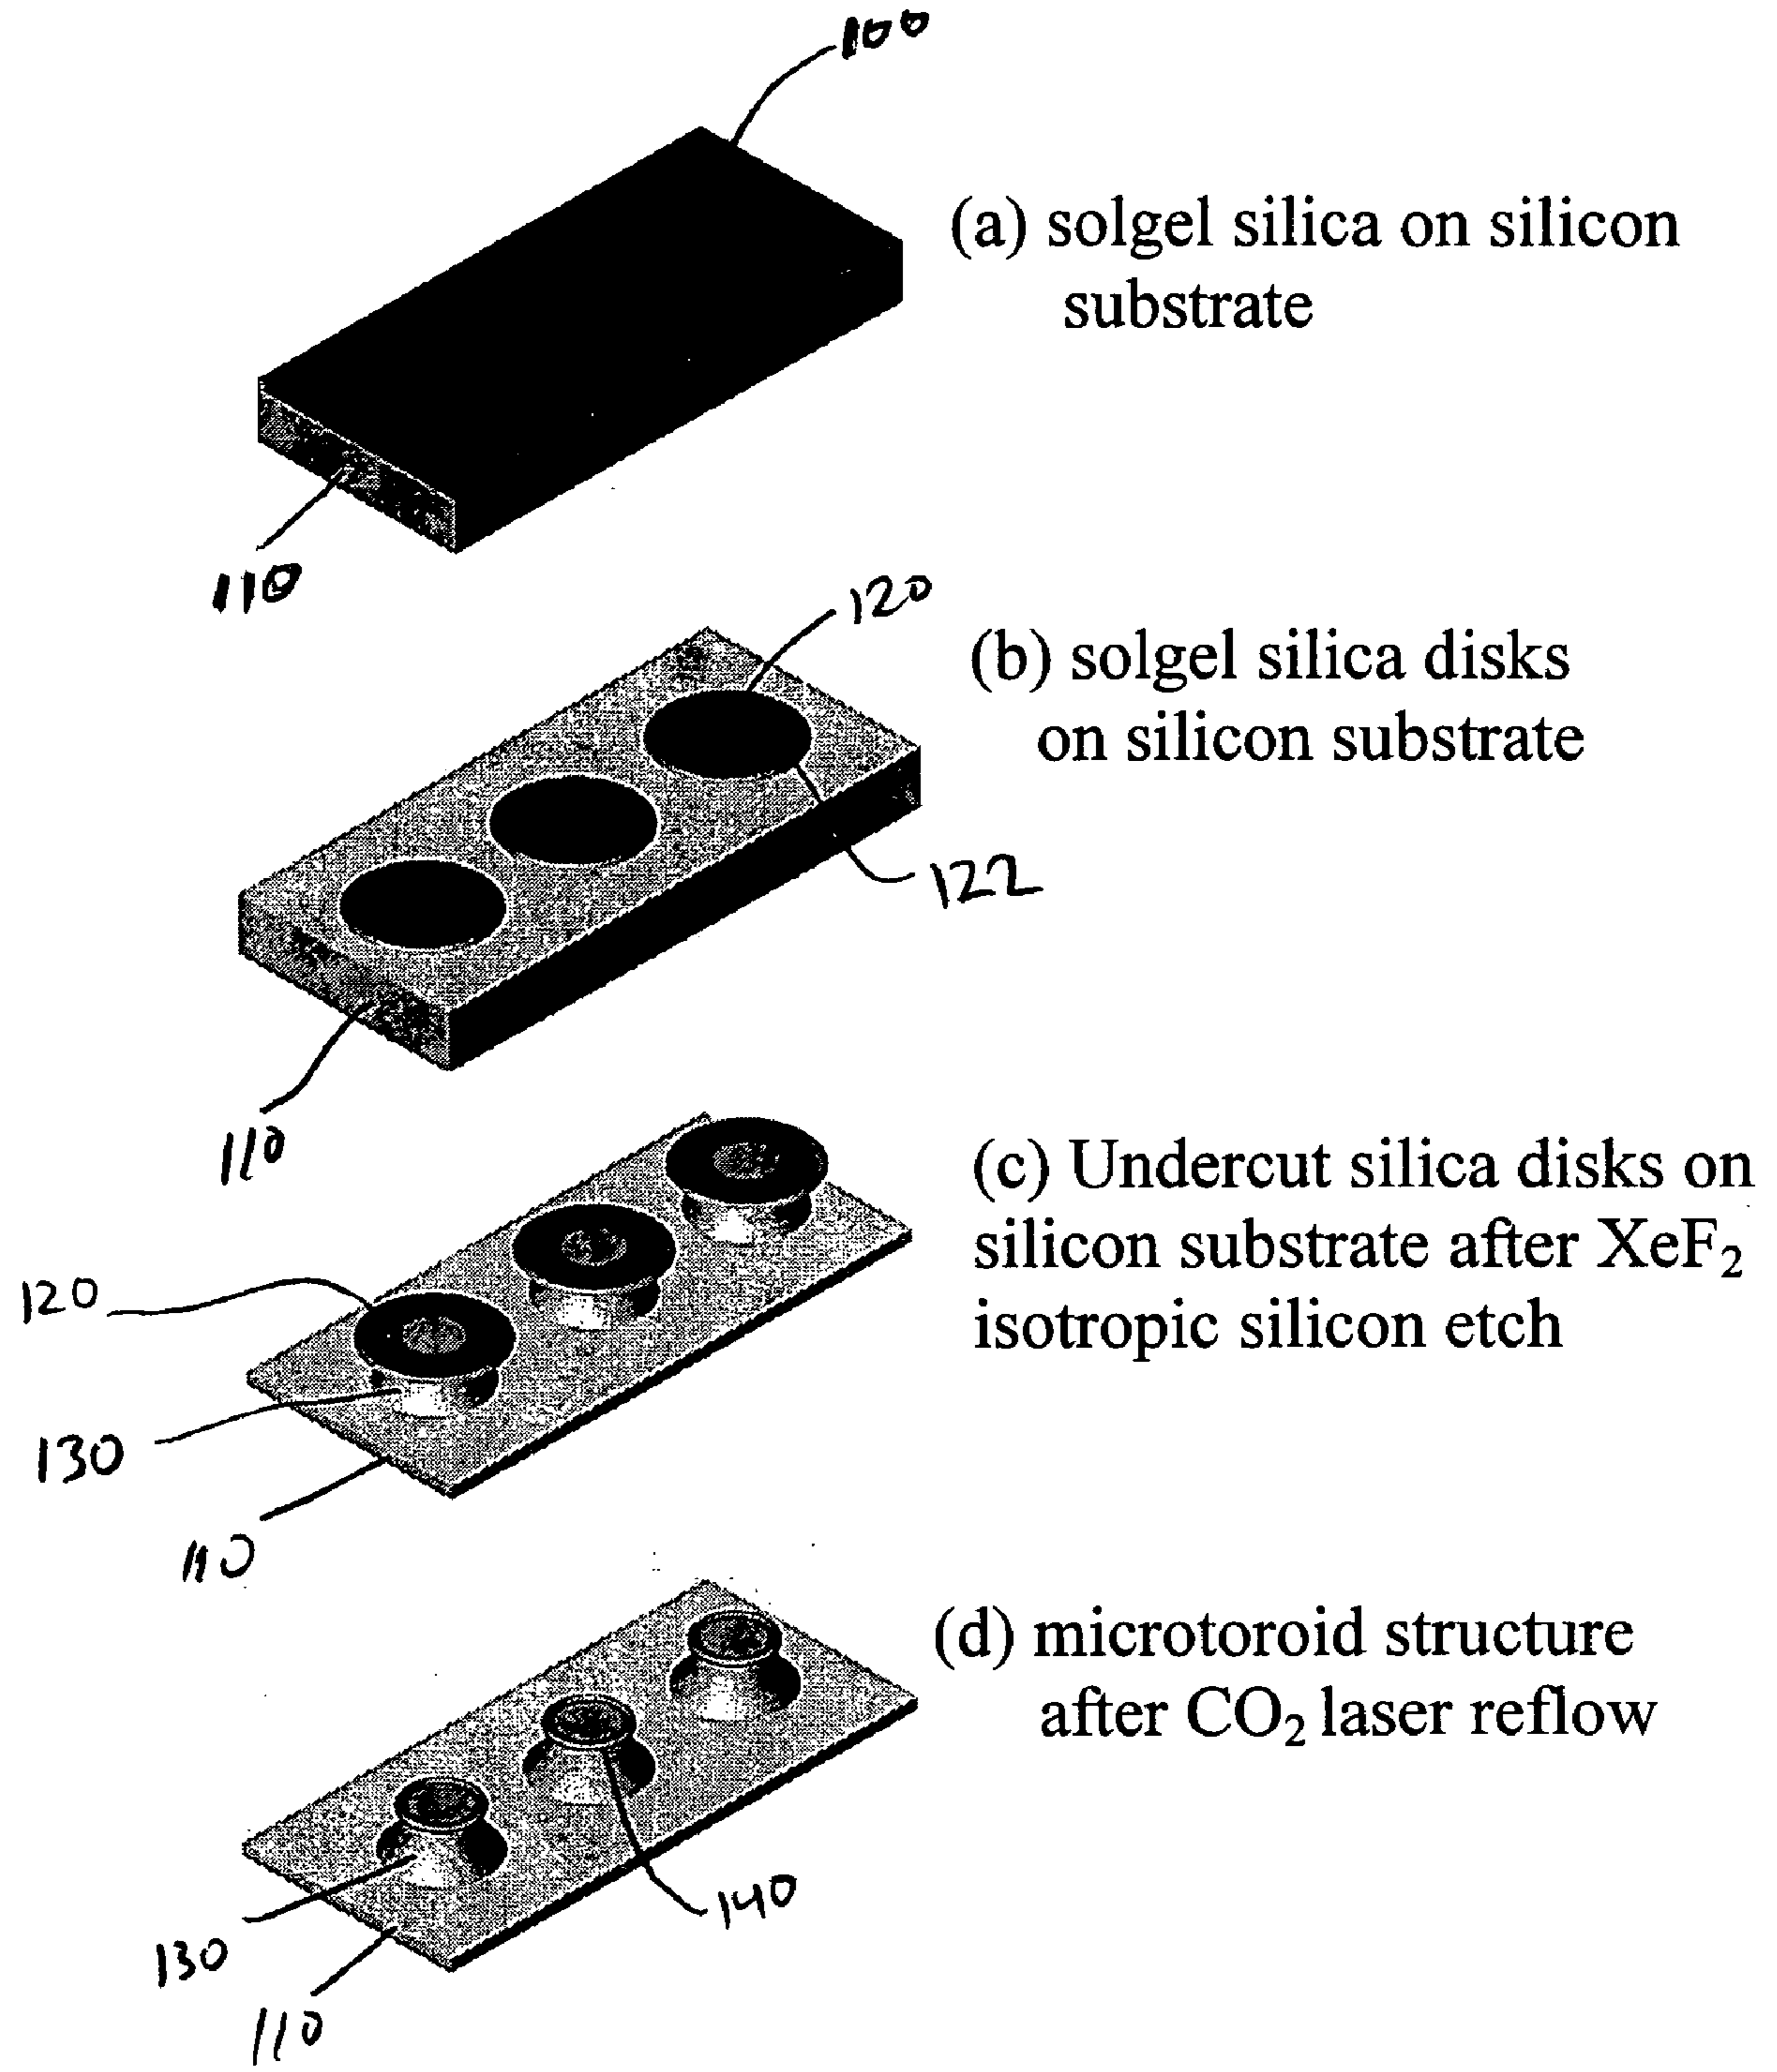 100
(a) solgel silica on silicon
substrate
110
120
(b) solgel silica disks
on silicon substrate
122
110
(c) Undercut silica disks on
silicon substrate after XeF₂
isotropic silicon etch
120
130
110
(d) microtoroid structure
after CO₂ laser reflow
140
130
110